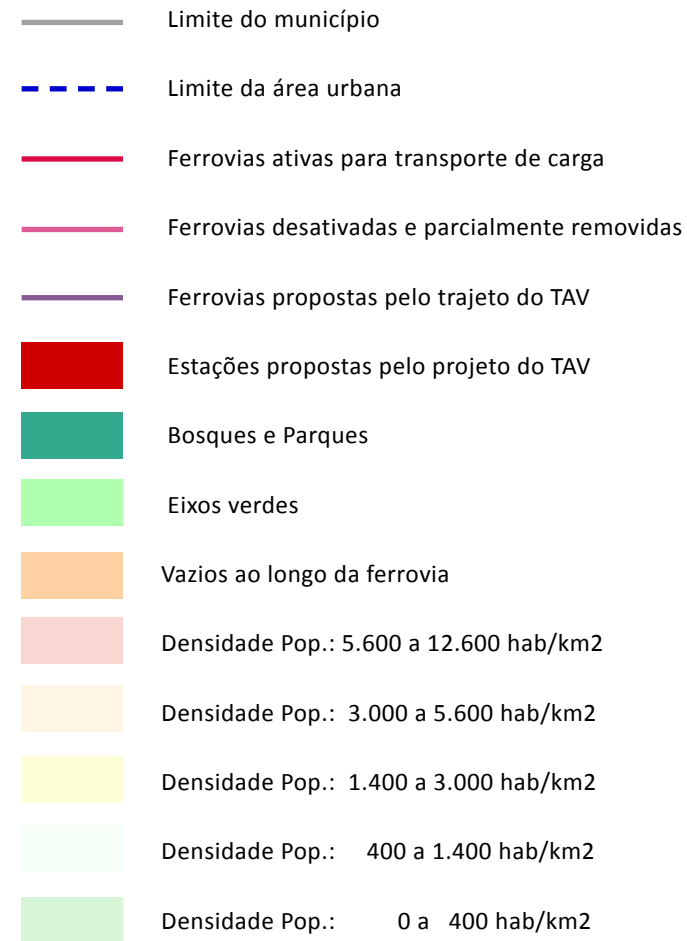 Limite do município
Limite da área urbana
Ferrovias ativas para transporte de carga
Ferrovias desativadas e parcialmente removidas
Ferrovias propostas pelo trajeto do TAV
Estações propostas pelo projeto do TAV
Bosques e Parques
Eixos verdes
Vazios ao longo da ferrovia
Densidade Pop.: 5.600 a 12.600 hab/km2
Densidade Pop.: 3.000 a 5.600 hab/km2
Densidade Pop.: 1.400 a 3.000 hab/km2
Densidade Pop.: 400 a 1.400 hab/km2
Densidade Pop.: 0 a 400 hab/km2